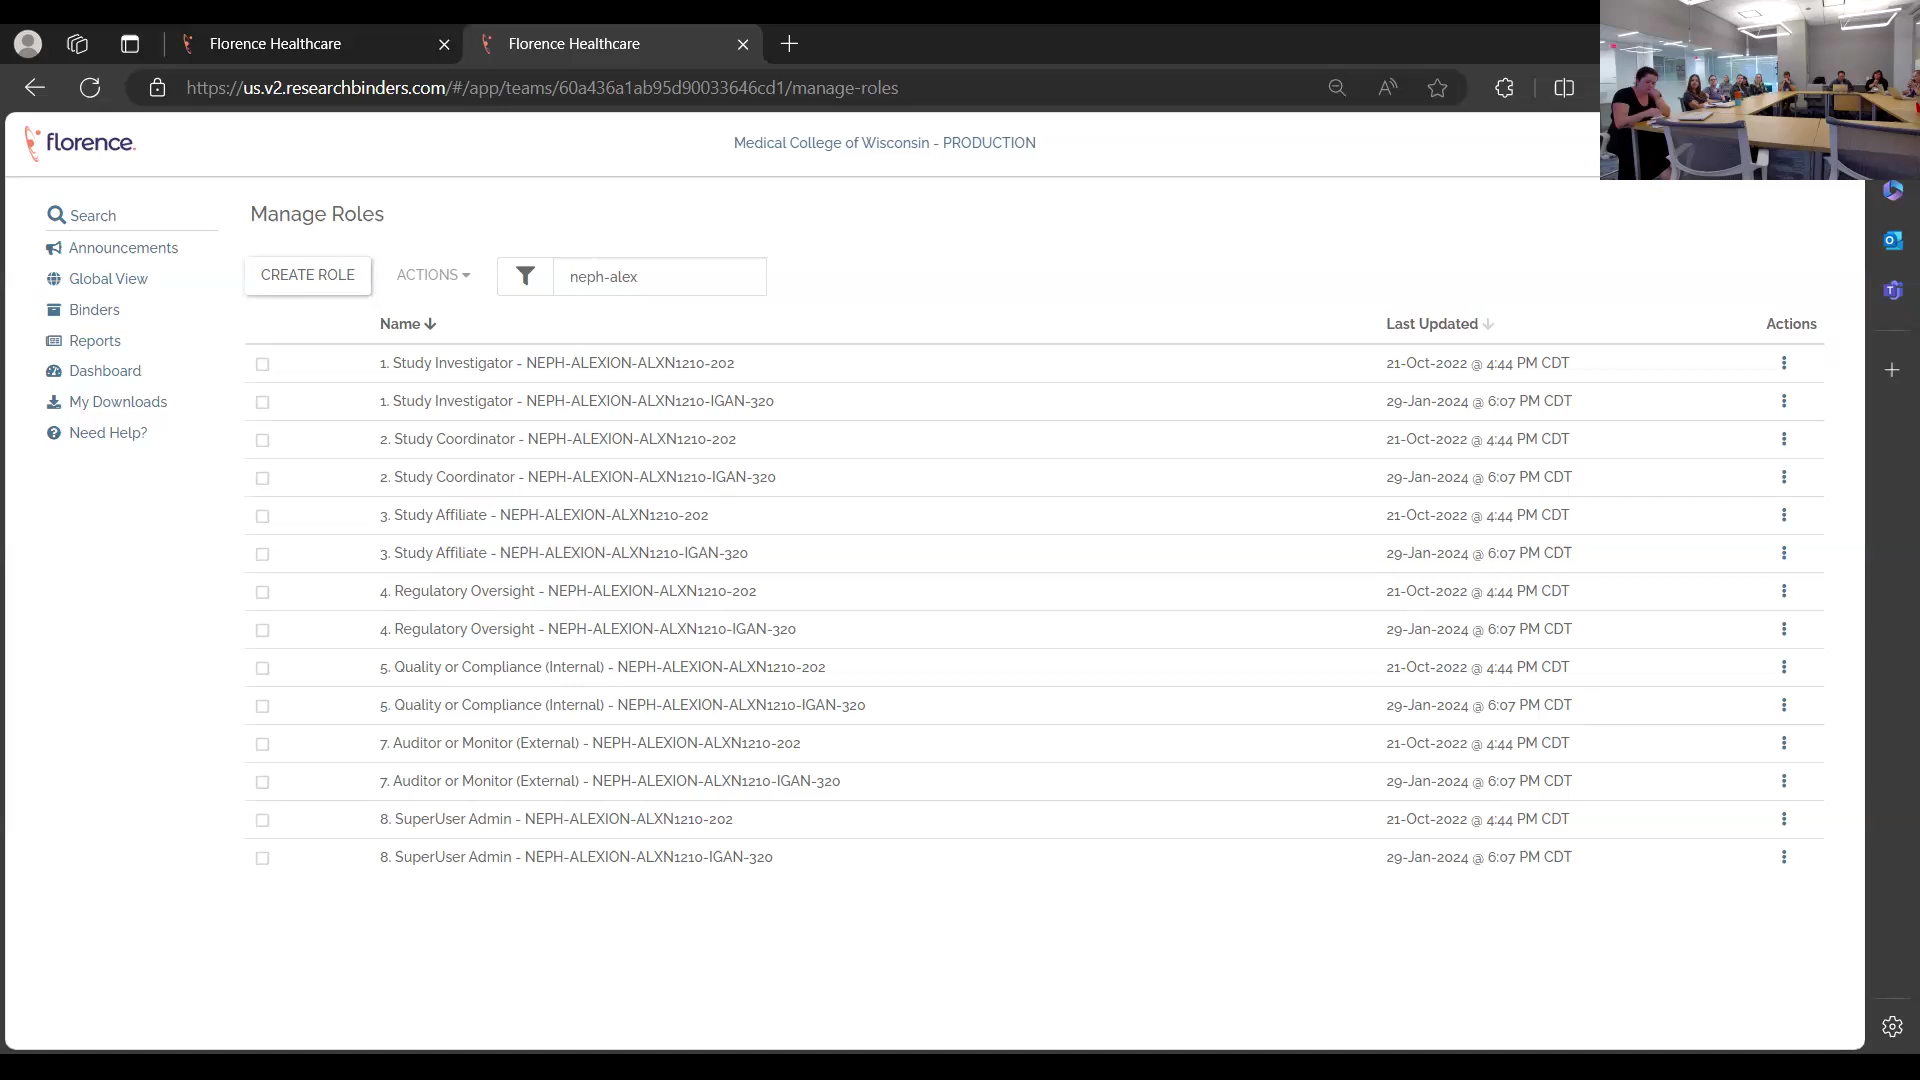 Florence Healthcare
Florence Healthcare
https://us.v2.researchbinders.com/#/app/teams/60a436a1ab95d90033646cd1/manage-roles
florence.
Medical College of Wisconsin - PRODUCTION
Search
Announcements
Global View
Binders
Reports
Dashboard
My Downloads
Need Help?
Manage Roles
CREATE ROLE
ACTIONS
neph-alex
Name Last Updated Actions
1. Study Investigator - NEPH-ALEXION-ALXN1210-202 21-Oct-2022 @ 4:44 PM CDT
1. Study Investigator - NEPH-ALEXION-ALXN1210-IGAN-320 29-Jan-2024 @ 6:07 PM CDT
2. Study Coordinator - NEPH-ALEXION-ALXN1210-202 21-Oct-2022 @ 4:44 PM CDT
2. Study Coordinator - NEPH-ALEXION-ALXN1210-IGAN-320 29-Jan-2024 @ 6:07 PM CDT
3. Study Affiliate - NEPH-ALEXION-ALXN1210-202 21-Oct-2022 @ 4:44 PM CDT
3. Study Affiliate - NEPH-ALEXION-ALXN1210-IGAN-320 29-Jan-2024 @ 6:07 PM CDT
4. Regulatory Oversight - NEPH-ALEXION-ALXN1210-202 21-Oct-2022 @ 4:44 PM CDT
4. Regulatory Oversight - NEPH-ALEXION-ALXN1210-IGAN-320 29-Jan-2024 @ 6:07 PM CDT
5. Quality or Compliance (Internal) - NEPH-ALEXION-ALXN1210-202 21-Oct-2022 @ 4:44 PM CDT
5. Quality or Compliance (Internal) - NEPH-ALEXION-ALXN1210-IGAN-320 29-Jan-2024 @ 6:07 PM CDT
7. Auditor or Monitor (External) - NEPH-ALEXION-ALXN1210-202 21-Oct-2022 @ 4:44 PM CDT
7. Auditor or Monitor (External) - NEPH-ALEXION-ALXN1210-IGAN-320 29-Jan-2024 @ 6:07 PM CDT
8. SuperUser Admin - NEPH-ALEXION-ALXN1210-202 21-Oct-2022 @ 4:44 PM CDT
8. SuperUser Admin - NEPH-ALEXION-ALXN1210-IGAN-320 29-Jan-2024 @ 6:07 PM CDT